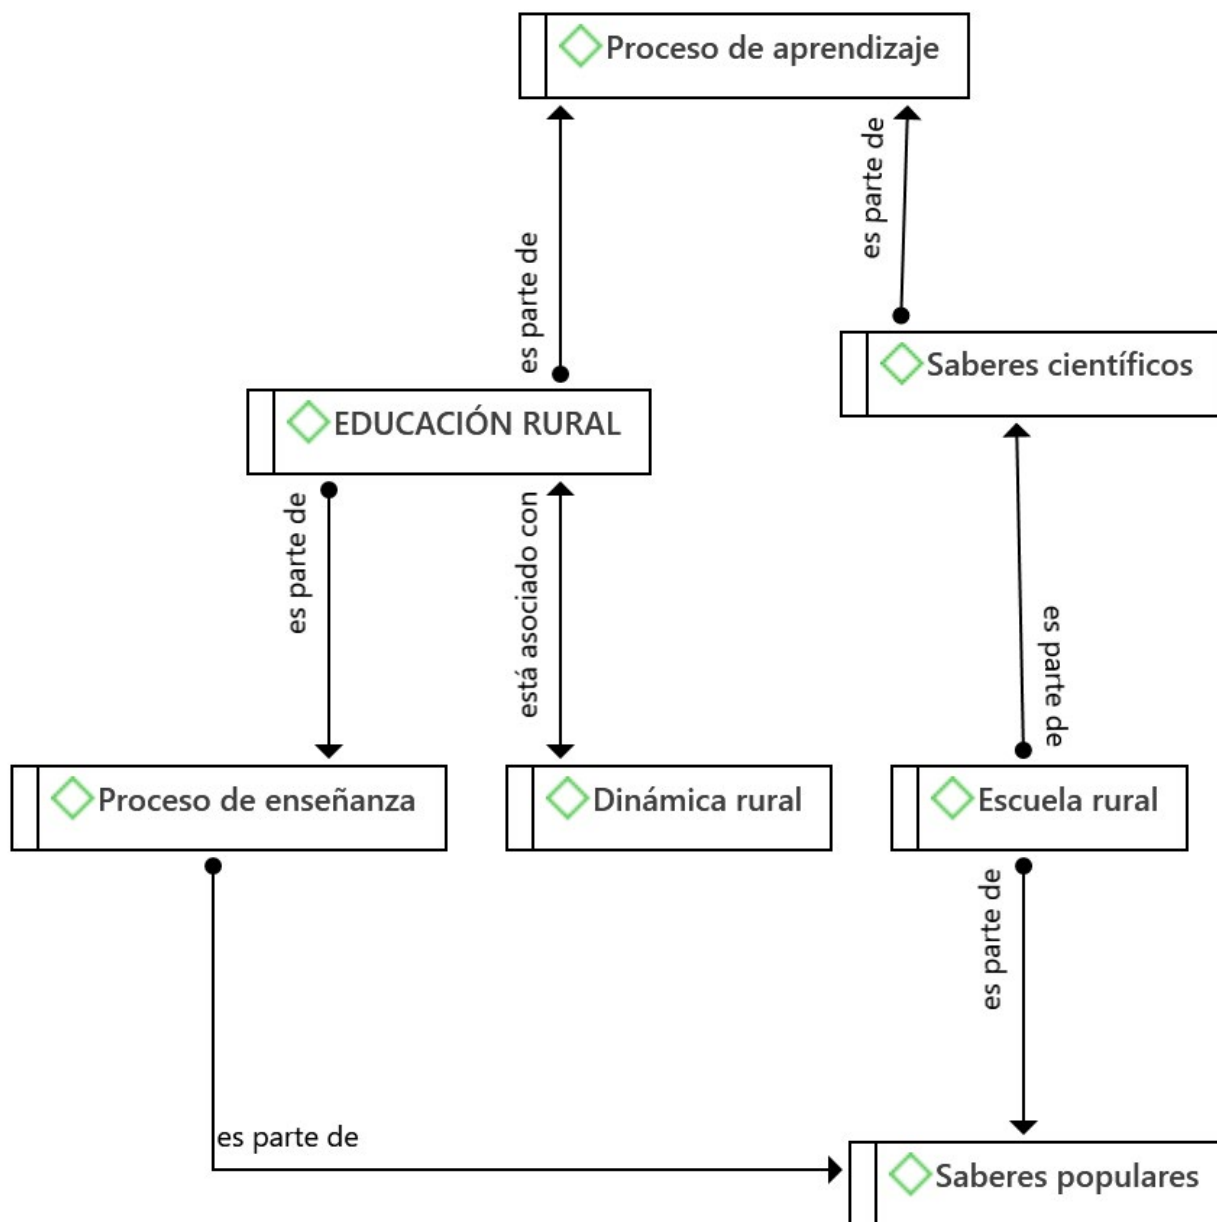 Proceso de aprendizaje
es parte de
es parte de
Saberes científicos
EDUCACIÓN RURAL
es parte de
está asociado con
es parte de
Proceso de enseñanza
Dinámica rural
Escuela rural
es parte de
es parte de
Saberes populares